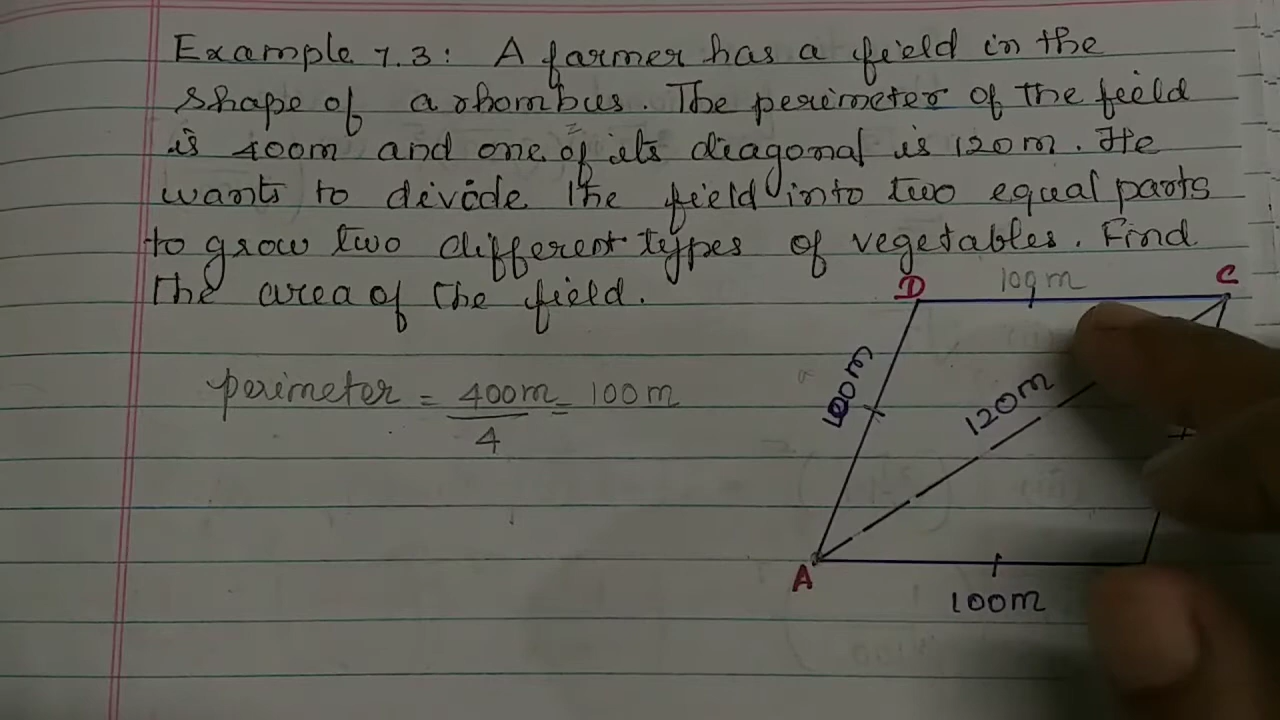 Example 7.3: A farmer has a field in the
shape of a rhombus. The perimeter of the field
is 400m and one of its diagonal is 120m. He
wants to divide the field into two equal parts
to grow two different types of vegetables. Find
the area of the field.
D 100m C
perimeter = 400m = 100m
4
100m
120m
A
100m